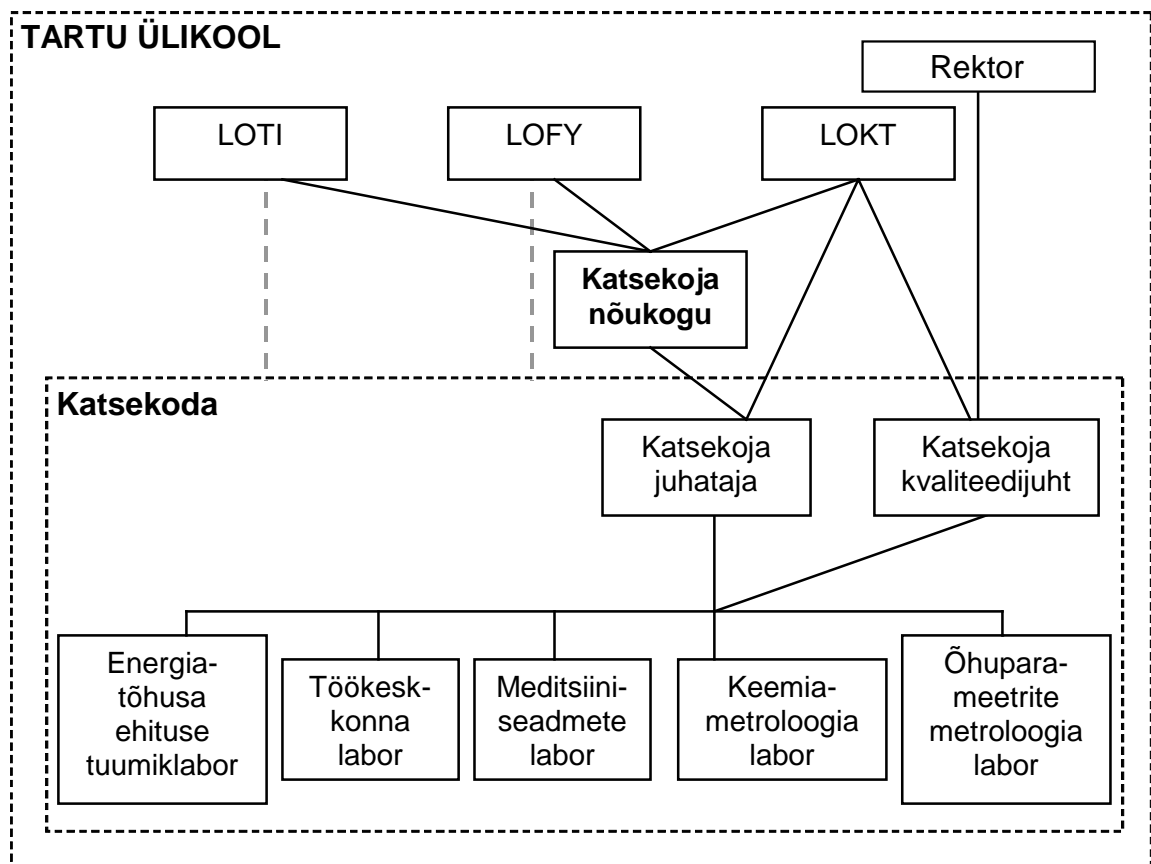 TARTU ÜLIKOOL
Rektor
LOTI
LOFY
LOKT
Katsekoja
nõukogu
Katsekoda
Katsekoja
juhataja
Katsekoja
kvaliteedijuht
Energia-
tõhusa
ehituse
tuumiklabor
Töökesk-
konna
labor
Meditsiini-
seadmete
labor
Keemia-
metroloogia
labor
Õhupara-
meetrite
metroloogia
labor